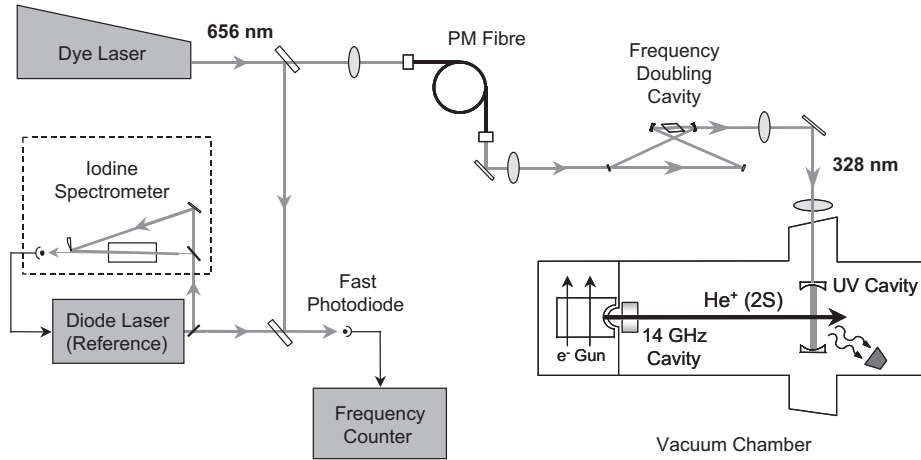 656 nm
Dye Laser
PM Fibre
Frequency
Doubling
Cavity
Iodine
Spectrometer
328 nm
Fast
Photodiode
UV Cavity
He⁺ (2S)
Diode Laser
(Reference)
e⁻ Gun
14 GHz
Cavity
Frequency
Counter
Vacuum Chamber